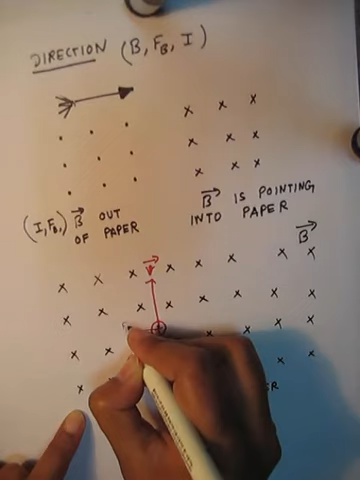 DIRECTION (B, F_B, I)
(I, F_B,) B⃗ OUT
OF PAPER
B⃗ IS POINTING
INTO PAPER
B⃗
v⃗